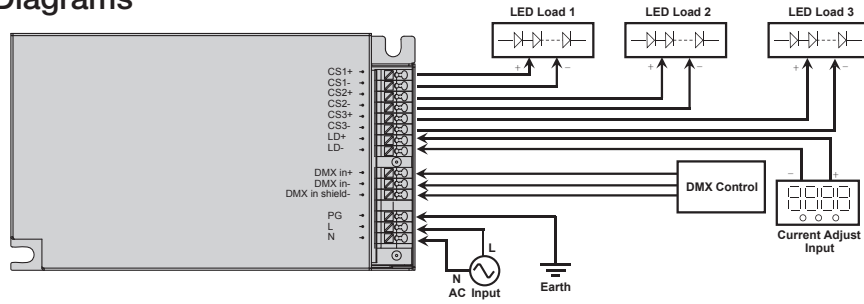 Diagrams
LED Load 1
LED Load 2
LED Load 3
CS1+
CS1-
CS2+
CS2-
CS3+
CS3-
LD+
LD-
DMX in+
DMX in-
DMX in shield-
PG
L
N
+
−
+
−
+
−
DMX Control
−
+
Current Adjust
Input
L
N
AC Input
Earth